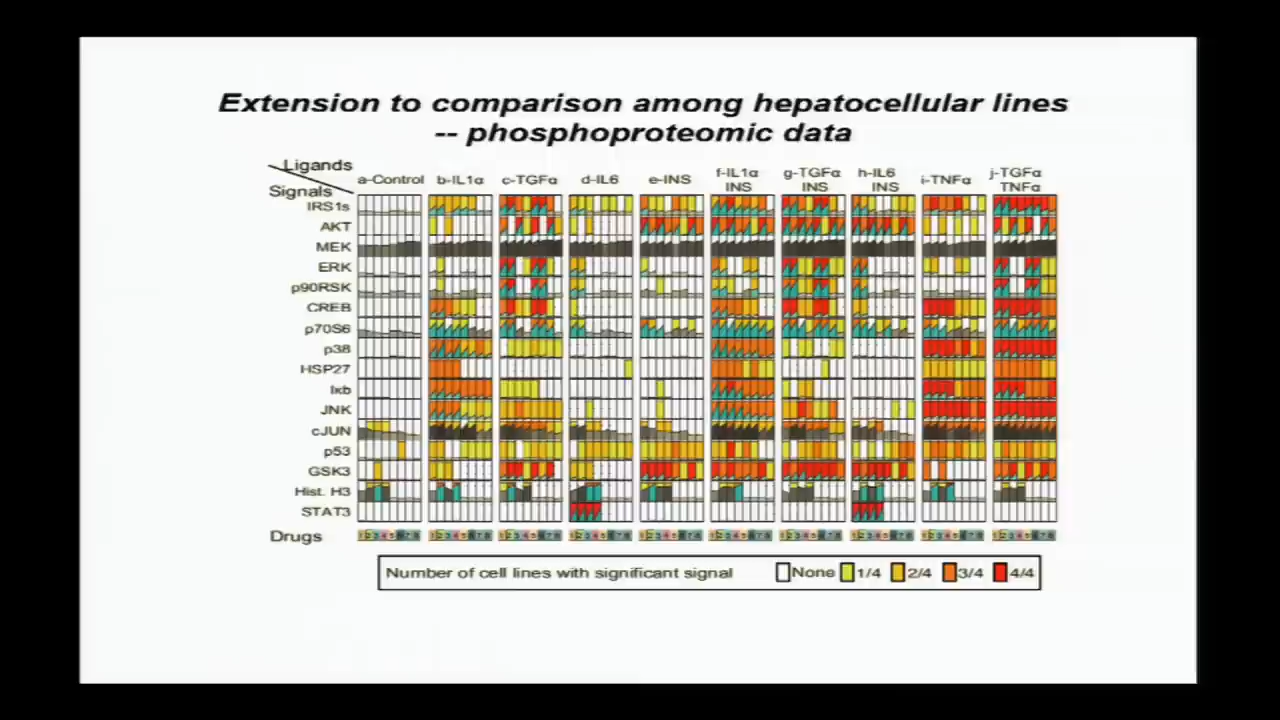 Extension to comparison among hepatocellular lines
-- phosphoproteomic data
Ligands
Signals
a-Control
b-IL1α
c-TGFα
d-IL6
e-INS
f-IL1α
INS
g-TGFα
INS
h-IL6
INS
i-TNFα
j-TGFα
TNFα
IRS1s
AKT
MEK
ERK
p90RSK
CREB
p70S6
p38
HSP27
Iκb
JNK
cJUN
p53
GSK3
Hist. H3
STAT3
Drugs
Number of cell lines with significant signal
None
1/4
2/4
3/4
4/4